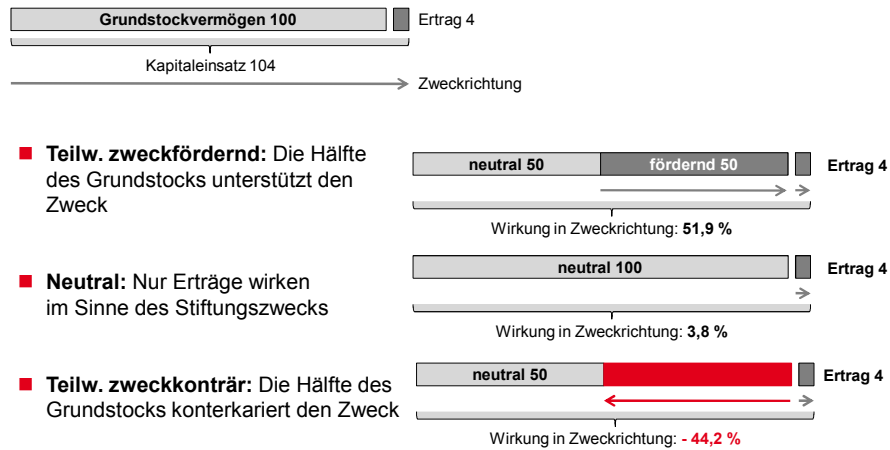 Grundstockvermögen 100
Ertrag 4
Kapitaleinsatz 104
Zweckrichtung
Teilw. zweckfördernd: Die Hälfte
des Grundstocks unterstützt den
Zweck
neutral 50
fördernd 50
Ertrag 4
Wirkung in Zweckrichtung: 51,9 %
Neutral: Nur Erträge wirken
im Sinne des Stiftungszwecks
neutral 100
Ertrag 4
Wirkung in Zweckrichtung: 3,8 %
Teilw. zweckkonträr: Die Hälfte des
Grundstocks konterkariert den Zweck
neutral 50
Ertrag 4
Wirkung in Zweckrichtung: - 44,2 %